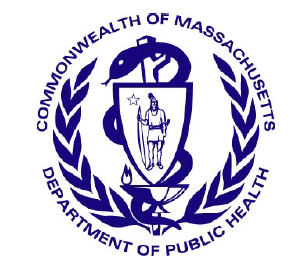 COMMONWEALTH OF MASSACHUSETTS
DEPARTMENT OF PUBLIC HEALTH